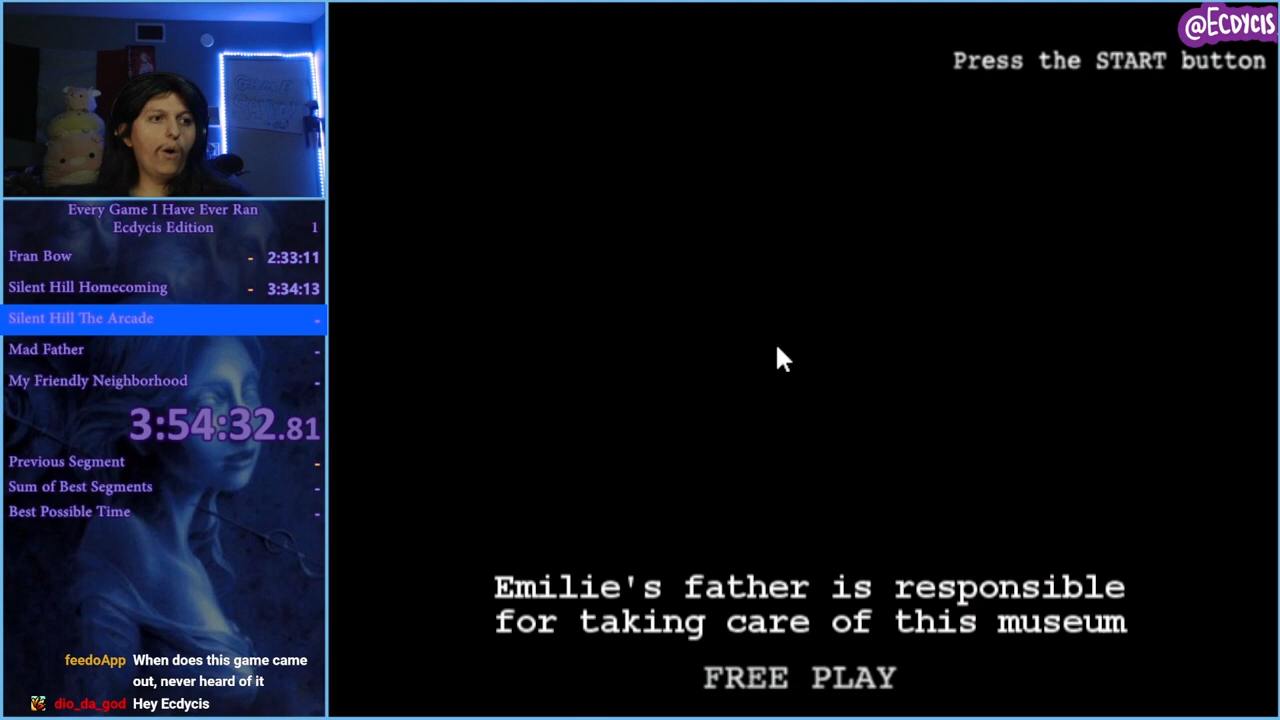 @ECDYCIS
Press the START button
GAME
Every Game I Have Ever Ran
Ecdycis Edition 1
Fran Bow - 2:33:11
Silent Hill Homecoming - 3:34:13
Silent Hill The Arcade -
Mad Father -
My Friendly Neighborhood -
3:54:32.81
Previous Segment -
Sum of Best Segments -
Best Possible Time -
Emilie's father is responsible
for taking care of this museum
FREE PLAY
feedoApp When does this game came
out, never heard of it
dio_da_god Hey Ecdycis